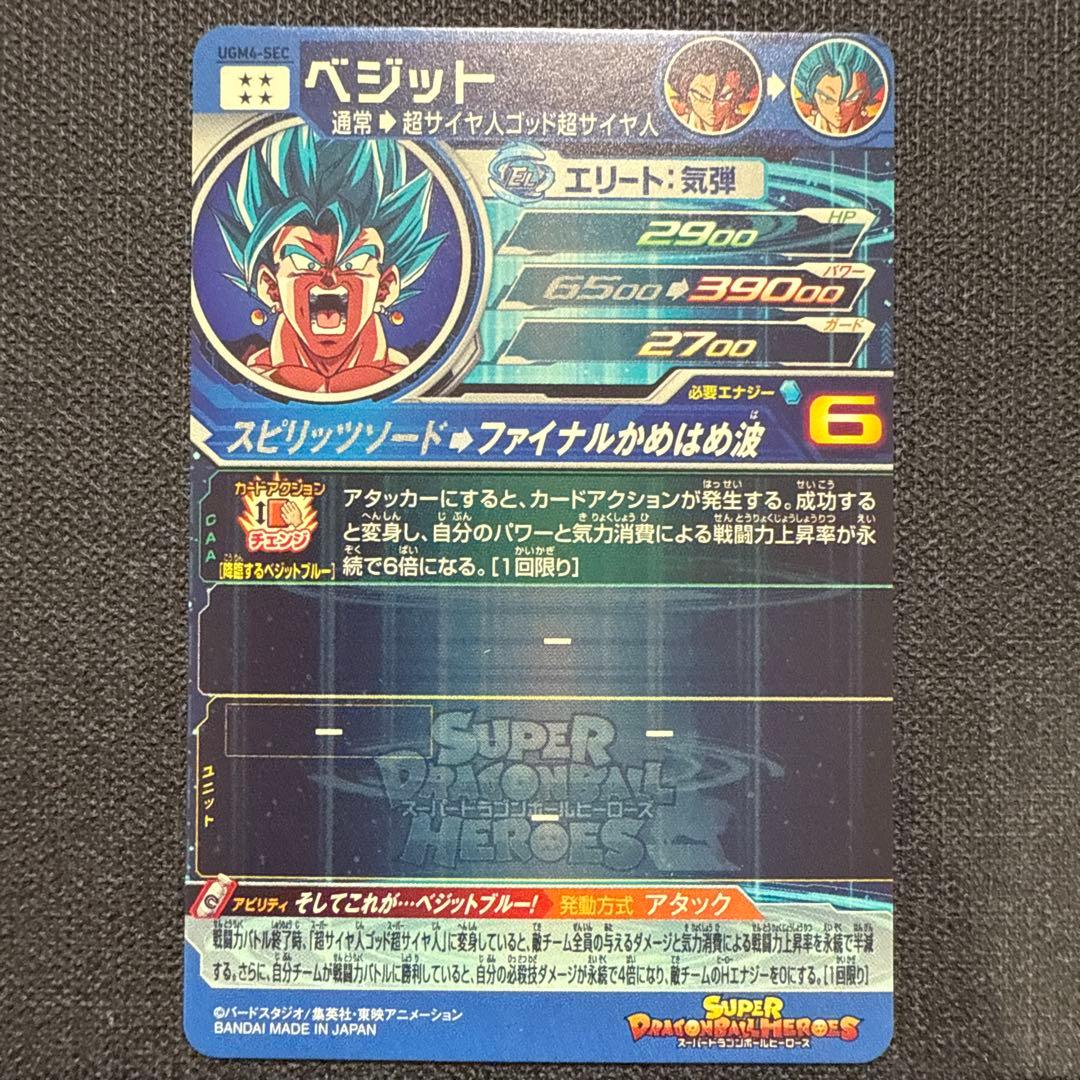 UGM4-SEC
ベジット
通常➡超サイヤ人ゴッド超サイヤ人
EL エリート:気弾
HP
2900
パワー
6500➡39000
ガード
2700
必要エナジー
6
スピリッツソード➡ファイナルかめはめ波
CAA
カードアクション
チェンジ
[降臨するベジットブルー]
アタッカーにすると、カードアクションが発生する。成功する
と変身し、自分のパワーと気力消費による戦闘力上昇率が永
続で6倍になる。[1回限り]
ー
ユニット
ー ー
ー
SUPER
DRAGONBALL
スーパードラゴンボールヒーローズ
HEROES
アビリティ そしてこれが…ベジットブルー! 発動方式 アタック
戦闘力バトル終了時、「超サイヤ人ゴッド超サイヤ人」に変身していると、敵チーム全員の与えるダメージと気力消費による戦闘力上昇率を永続で半減
する。さらに、自分チームが戦闘力バトルに勝利していると、自分の必殺技ダメージが永続で4倍になり、敵チームのHエナジーを0にする。[1回限り]
©バードスタジオ/集英社・東映アニメーション
BANDAI MADE IN JAPAN
SUPER
DRAGONBALL HEROES
スーパードラゴンボールヒーローズ